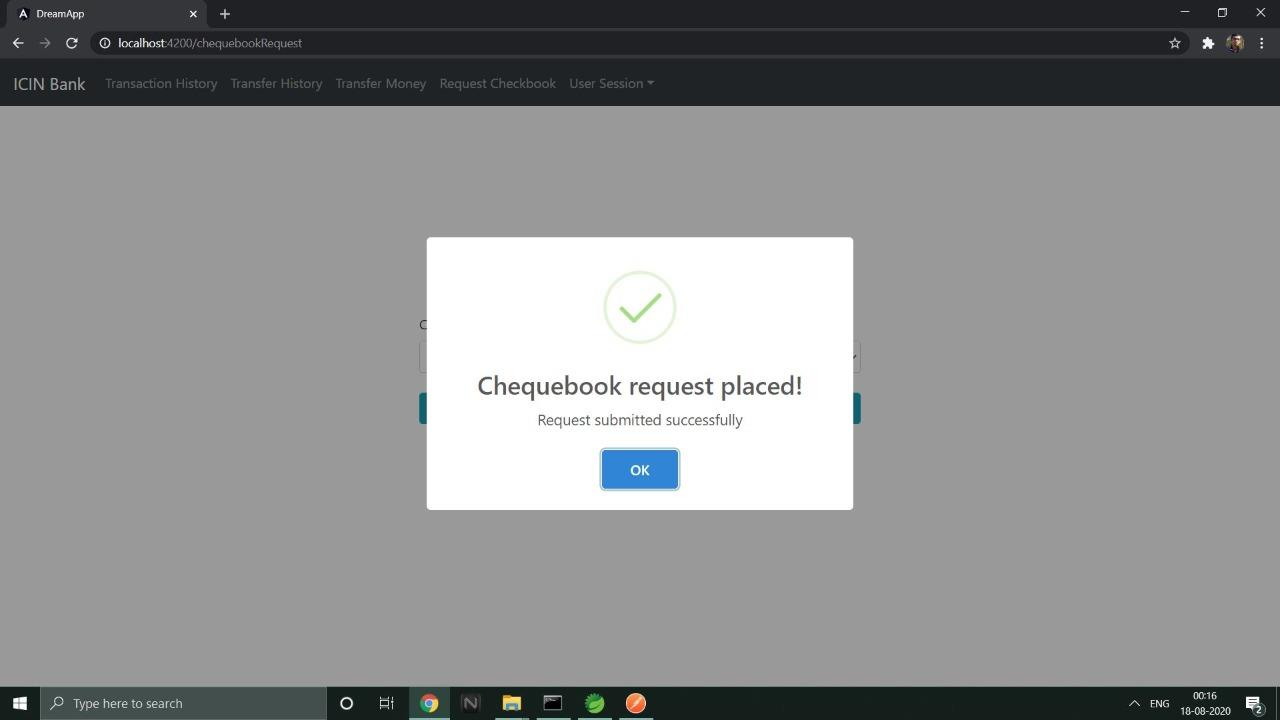 DreamApp
localhost:4200/chequebookRequest
ICIN Bank Transaction History Transfer History Transfer Money Request Checkbook User Session
C
Chequebook request placed!
Request submitted successfully
OK
Type here to search
ENG
00:16
18-08-2020
2